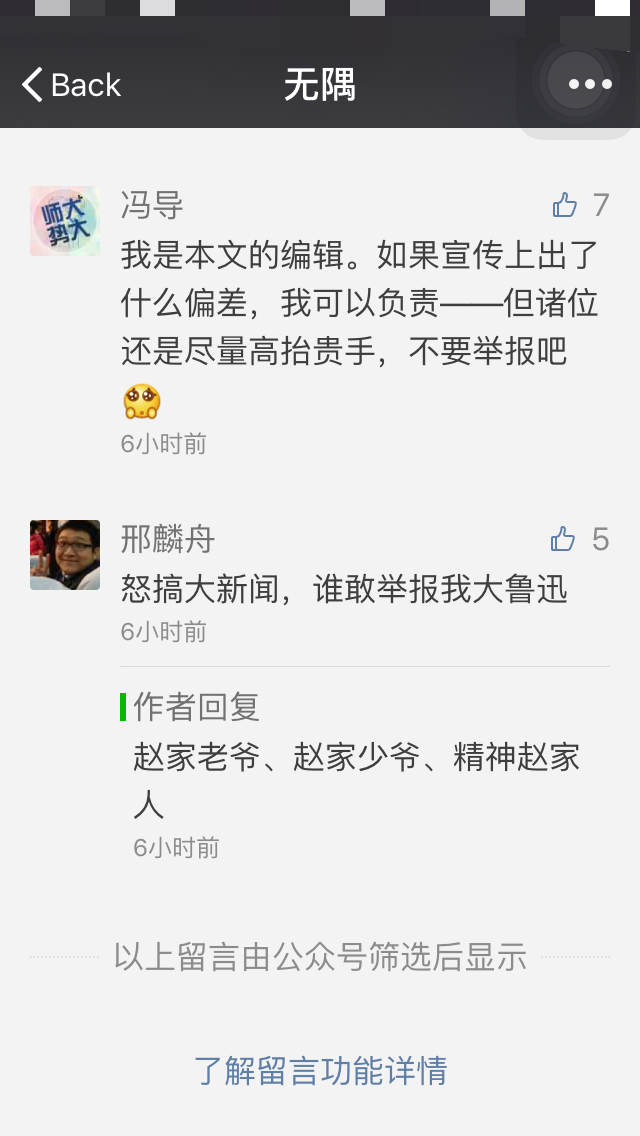 Back
无隅
师大
势大
冯导
7
我是本文的编辑。如果宣传上出了
什么偏差，我可以负责——但诸位
还是尽量高抬贵手，不要举报吧
6小时前
邢麟舟
5
怒搞大新闻，谁敢举报我大鲁迅
6小时前
作者回复
赵家老爷、赵家少爷、精神赵家
人
6小时前
以上留言由公众号筛选后显示
了解留言功能详情